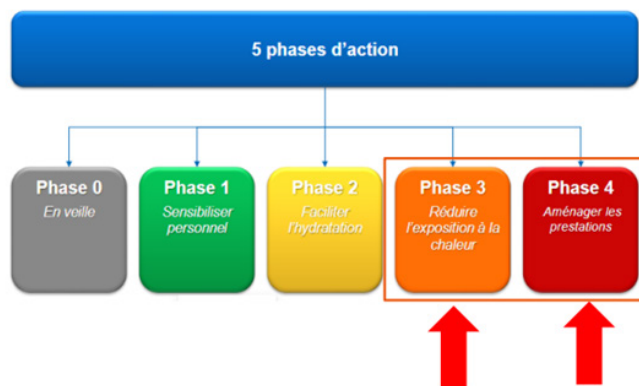 5 phases d’action
Phase 0
En veille
Phase 1
Sensibiliser
personnel
Phase 2
Faciliter
l’hydratation
Phase 3
Réduire
l’exposition à la
chaleur
Phase 4
Aménager les
prestations